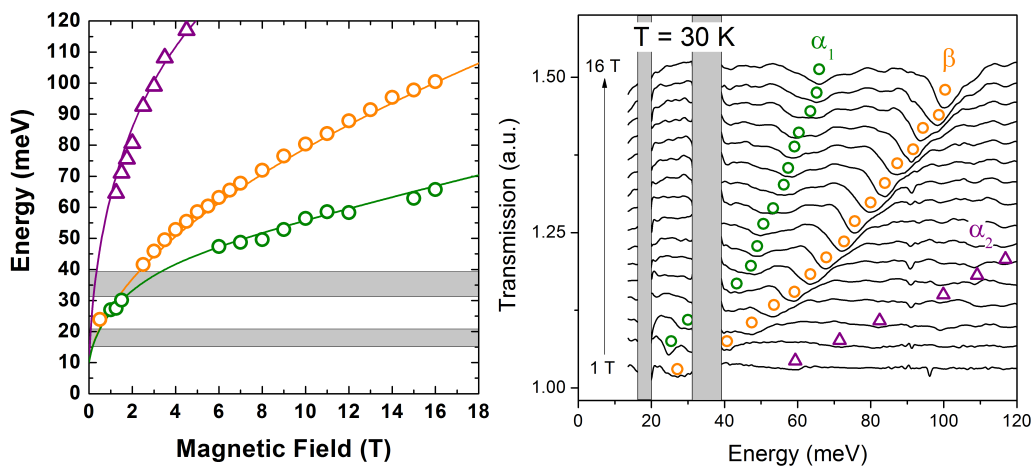 120
110
100
90
80
70
60
50
40
30
20
10
0
Energy (meV)
0 2 4 6 8 10 12 14 16 18
Magnetic Field (T)
T = 30 K
α1
β
16 T
α2
1 T
1.50
1.25
1.00
Transmission (a.u.)
0 20 40 60 80 100 120
Energy (meV)